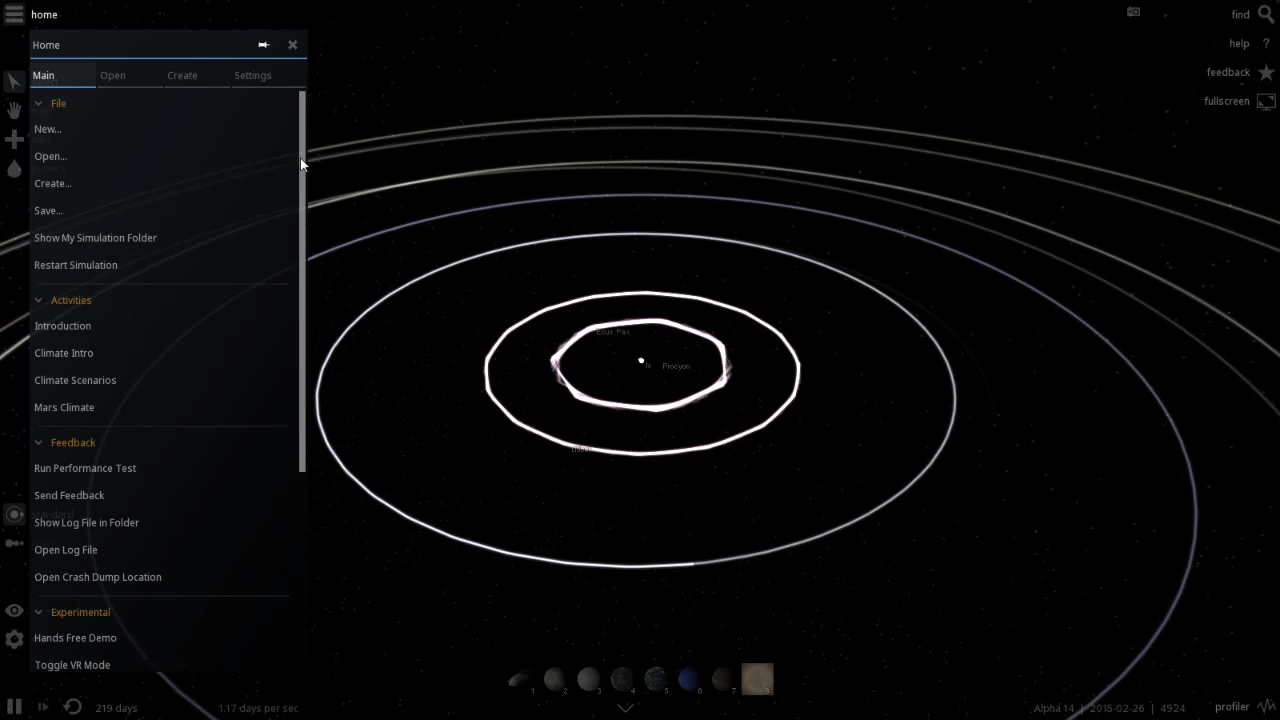 home
find
Home
help ?
Main Open Create Settings
feedback
File
fullscreen
New...
Open...
Create...
Save...
Show My Simulation Folder
Restart Simulation
Activities
Introduction
Climate Intro
Climate Scenarios
Mars Climate
Feedback
Run Performance Test
Send Feedback
Show Log File in Folder
Open Log File
Open Crash Dump Location
Experimental
Hands Free Demo
Toggle VR Mode
standard
Io Procyon
1 2 3 4 5 6 7 8
219 days
1.17 days per sec
Alpha 14 | 2015-02-26 | 4924
profiler